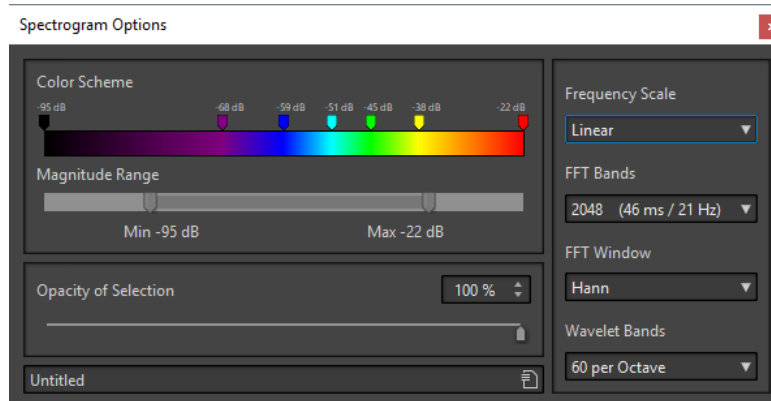 Spectrogram Options
Color Scheme
-95 dB -68 dB -59 dB -51 dB -45 dB -38 dB -22 dB
Magnitude Range
Min -95 dB Max -22 dB
Opacity of Selection 100 %
Untitled
Frequency Scale
Linear
FFT Bands
2048 (46 ms / 21 Hz)
FFT Window
Hann
Wavelet Bands
60 per Octave